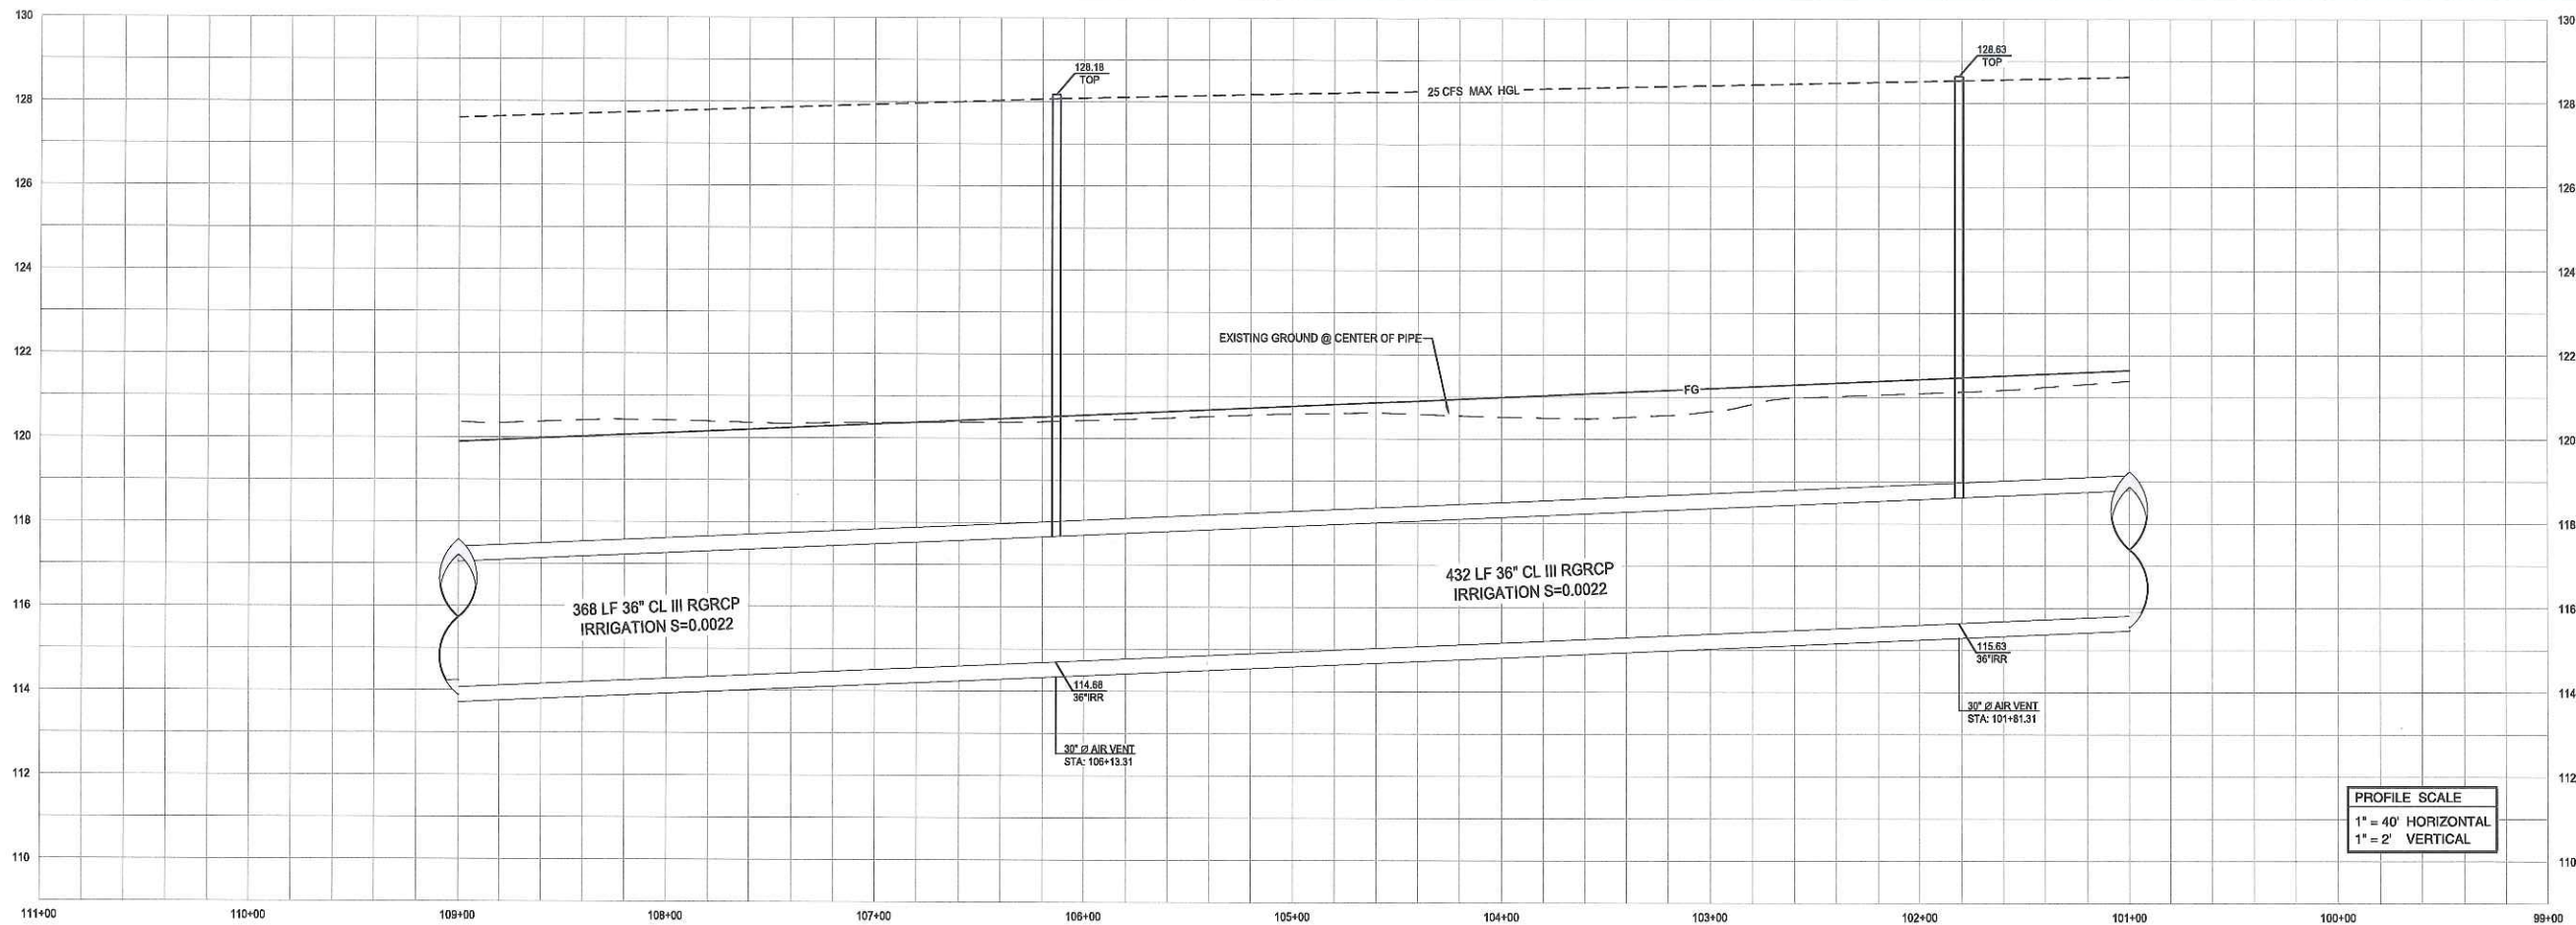 130
130
128.18
TOP
128.63
TOP
128
25 CFS MAX HGL
128
126
126
124
124
EXISTING GROUND @ CENTER OF PIPE
122
122
FG
120
120
118
118
432 LF 36" CL III RGRCP
IRRIGATION S=0.0022
368 LF 36" CL III RGRCP
IRRIGATION S=0.0022
116
116
115.63
36"IRR
114
114.68
36"IRR
114
30" Ø AIR VENT
STA: 101+81.31
30" Ø AIR VENT
STA: 106+13.31
112
112
PROFILE SCALE
1" = 40' HORIZONTAL
1" = 2' VERTICAL
110
110
111+00
110+00
109+00
108+00
107+00
106+00
105+00
104+00
103+00
102+00
101+00
100+00
99+00